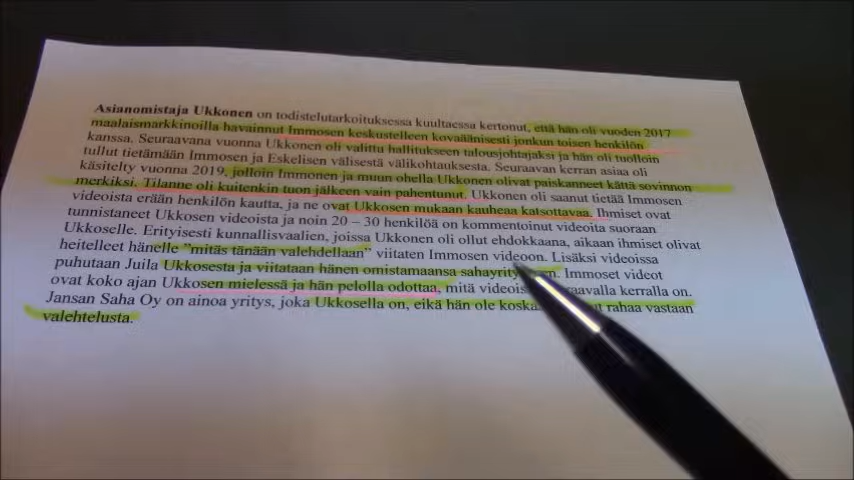 Asianomistaja Ukkonen on todistelutarkoituksessa kuultaessa kertonut, että hän oli vuoden 2017
maalaismarkkinoilla havainnut Immosen keskustelleen kovaäänisesti jonkun toisen henkilön
kanssa. Seuraavana vuonna Ukkonen oli valittu hallitukseen talousjohtajaksi ja hän oli tuolloin
tullut tietämään Immosen ja Eskelisen välisestä välikohtauksesta. Seuraavan kerran asiaa oli
käsitelty vuonna 2019, jolloin Immonen ja muun ohella Ukkonen olivat paiskanneet kättä sovinnon
merkiksi. Tilanne oli kuitenkin tuon jälkeen vain pahentunut. Ukkonen oli saanut tietää Immosen
videoista erään henkilön kautta, ja ne ovat Ukkosen mukaan kauheaa katsottavaa. Ihmiset ovat
tunnistaneet Ukkosen videoista ja noin 20 – 30 henkilöä on kommentoinut videoita suoraan
Ukkoselle. Erityisesti kunnallisvaalien, joissa Ukkonen oli ollut ehdokkaana, aikaan ihmiset olivat
heitelleet hänelle ”mitäs tänään valehdellaan” viitaten Immosen videoon. Lisäksi videoissa
puhutaan Juila Ukkosesta ja viitataan hänen omistamaansa Immoset videot
ovat koko ajan Ukkosen mielessä ja hän pelolla odottaa, mitä kerralla on.
Jansan Saha Oy on ainoa yritys, joka Ukkosella on, eikä hän ole rahaa vastaan
valehtelusta.